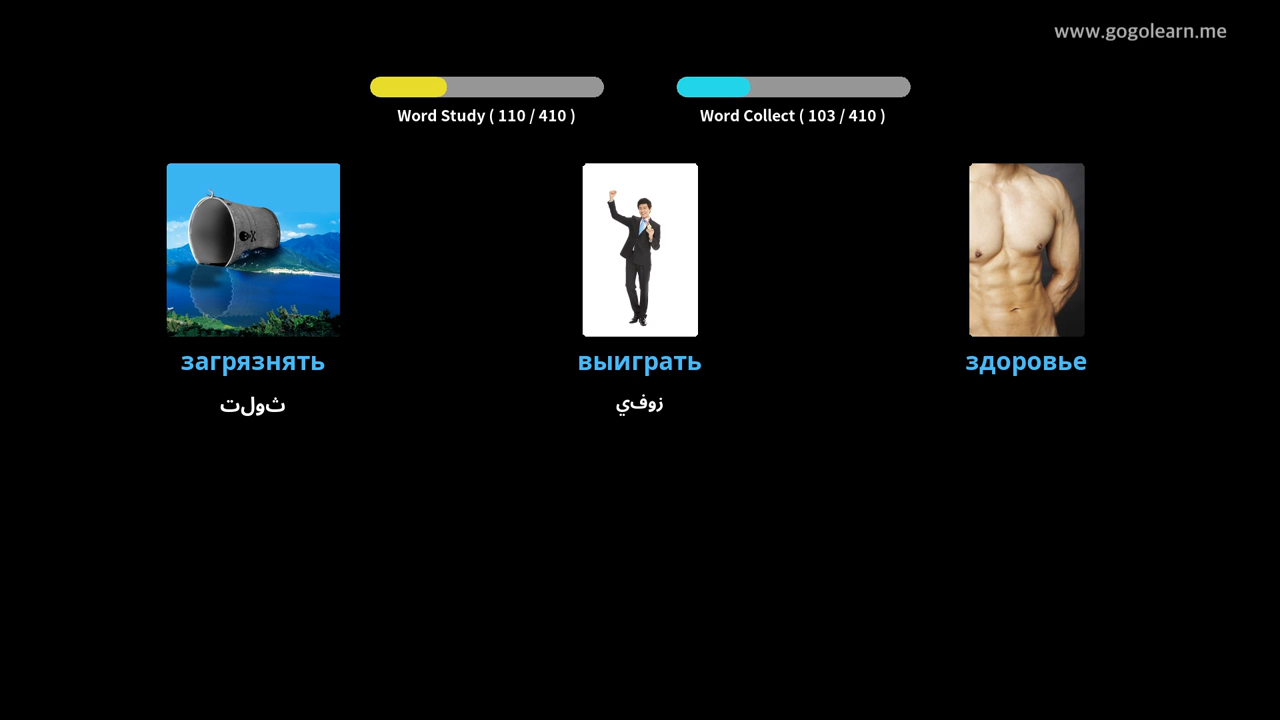 www.gogolearn.me
Word Study ( 110 / 410 )
Word Collect ( 103 / 410 )
загрязнять
выиграть
здоровье
ثولت
زوفي